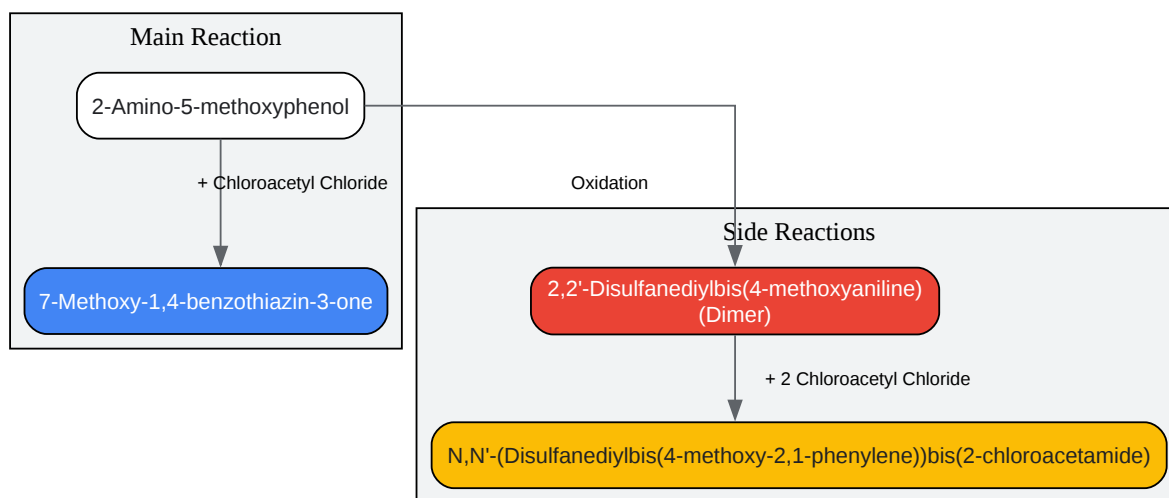 Main Reaction
2-Amino-5-methoxyphenol
+ Chloroacetyl Chloride
7-Methoxy-1,4-benzothiazin-3-one
Oxidation
Side Reactions
2,2'-Disulfanediylbis(4-methoxyaniline)
(Dimer)
+ 2 Chloroacetyl Chloride
N,N'-(Disulfanediylbis(4-methoxy-2,1-phenylene))bis(2-chloroacetamide)